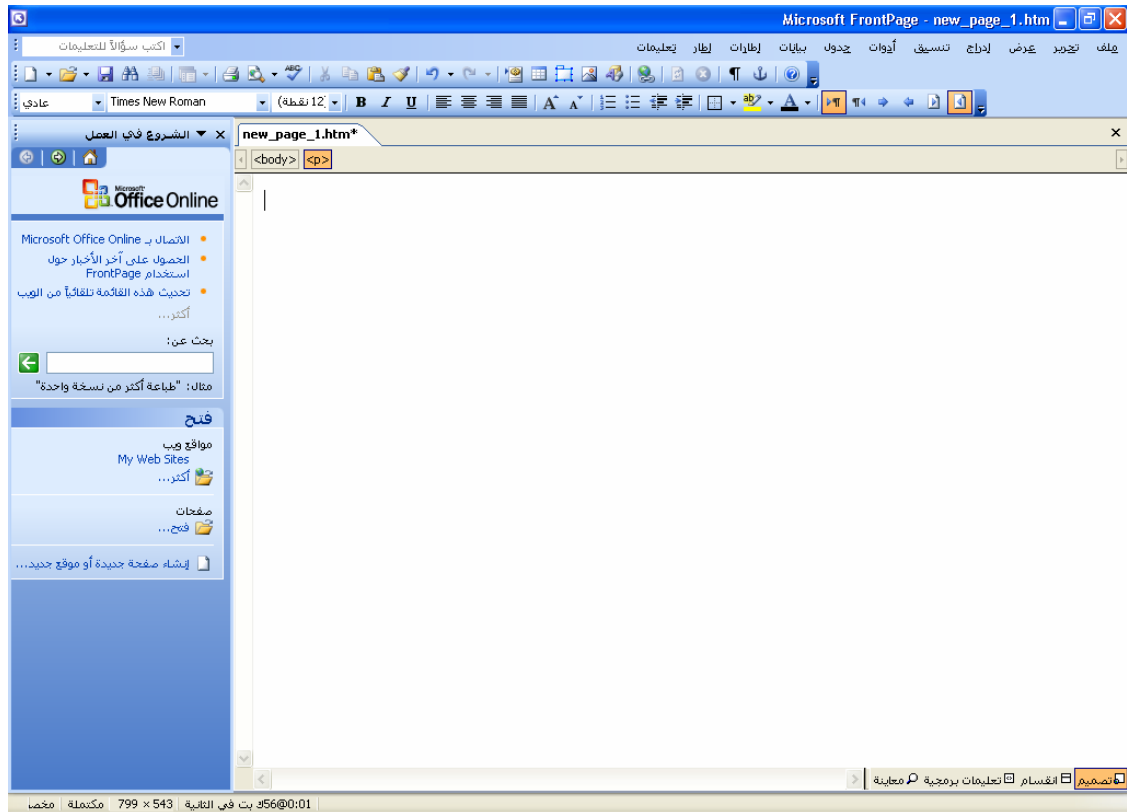 Microsoft FrontPage - new_page_1.htm
ملف تحرير عرض إدراج تنسيق أدوات جدول بيانات إطارات إطار تعليمات
اكتب سؤالاً للتعليمات
عادي Times New Roman 12 (نقطة) B I U
الشروع في العمل
new_page_1.htm*
<body> <p>
Microsoft Office Online
الاتصال بـ Microsoft Office Online
الحصول على آخر الأخبار حول
استخدام FrontPage
تحديث هذه القائمة تلقائياً من الويب
أكثر...
بحث عن:
مثال: "طباعة أكثر من نسخة واحدة"
فتح
مواقع ويب
My Web Sites
أكثر...
صفحات
فتح...
إنشاء صفحة جديدة أو موقع جديد...
تصميم انقسام تعليمات برمجية معاينة
0:01@56ك بت في الثانية 543 × 799 مكتملة مخصـ